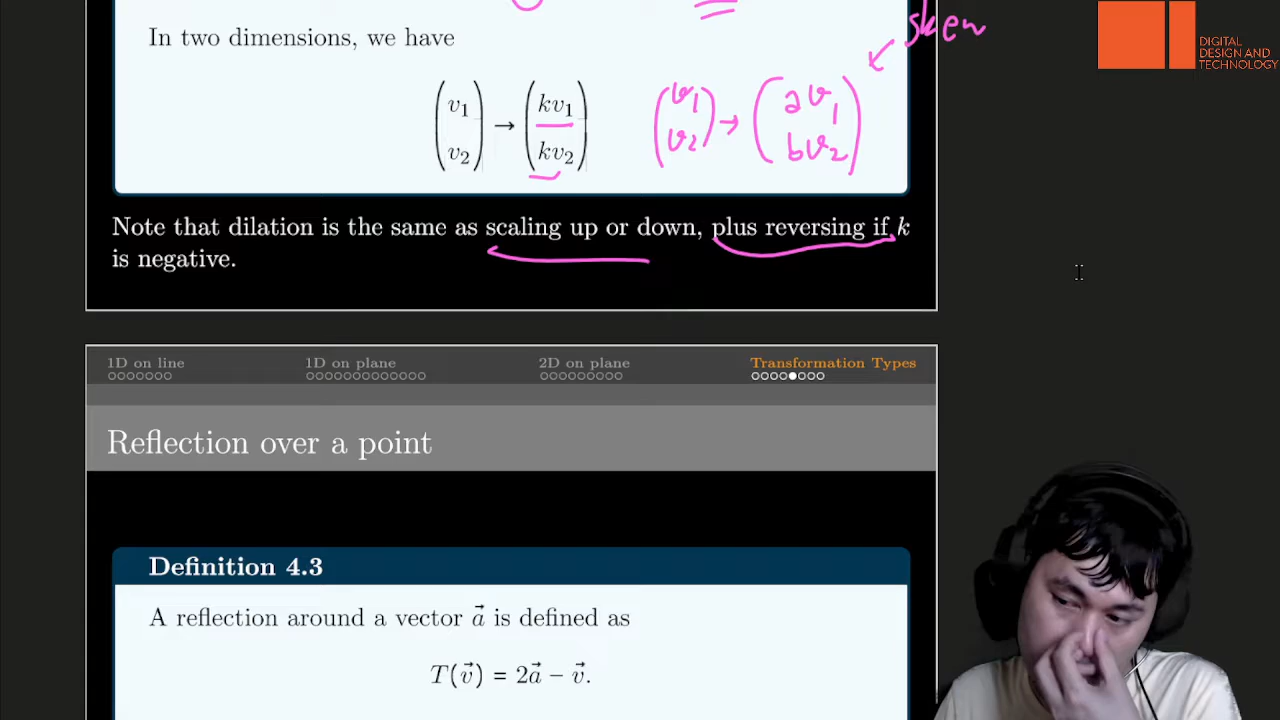 skew
DIGITAL
DESIGN AND
TECHNOLOGY
In two dimensions, we have
(v₁ v₂) → (kv₁ kv₂)
(v₁ v₂) → (av₁ bv₂)
Note that dilation is the same as scaling up or down, plus reversing if k
is negative.
1D on line 1D on plane 2D on plane Transformation Types
Reflection over a point
Definition 4.3
A reflection around a vector a⃗ is defined as
T(v⃗) = 2a⃗ − v⃗.